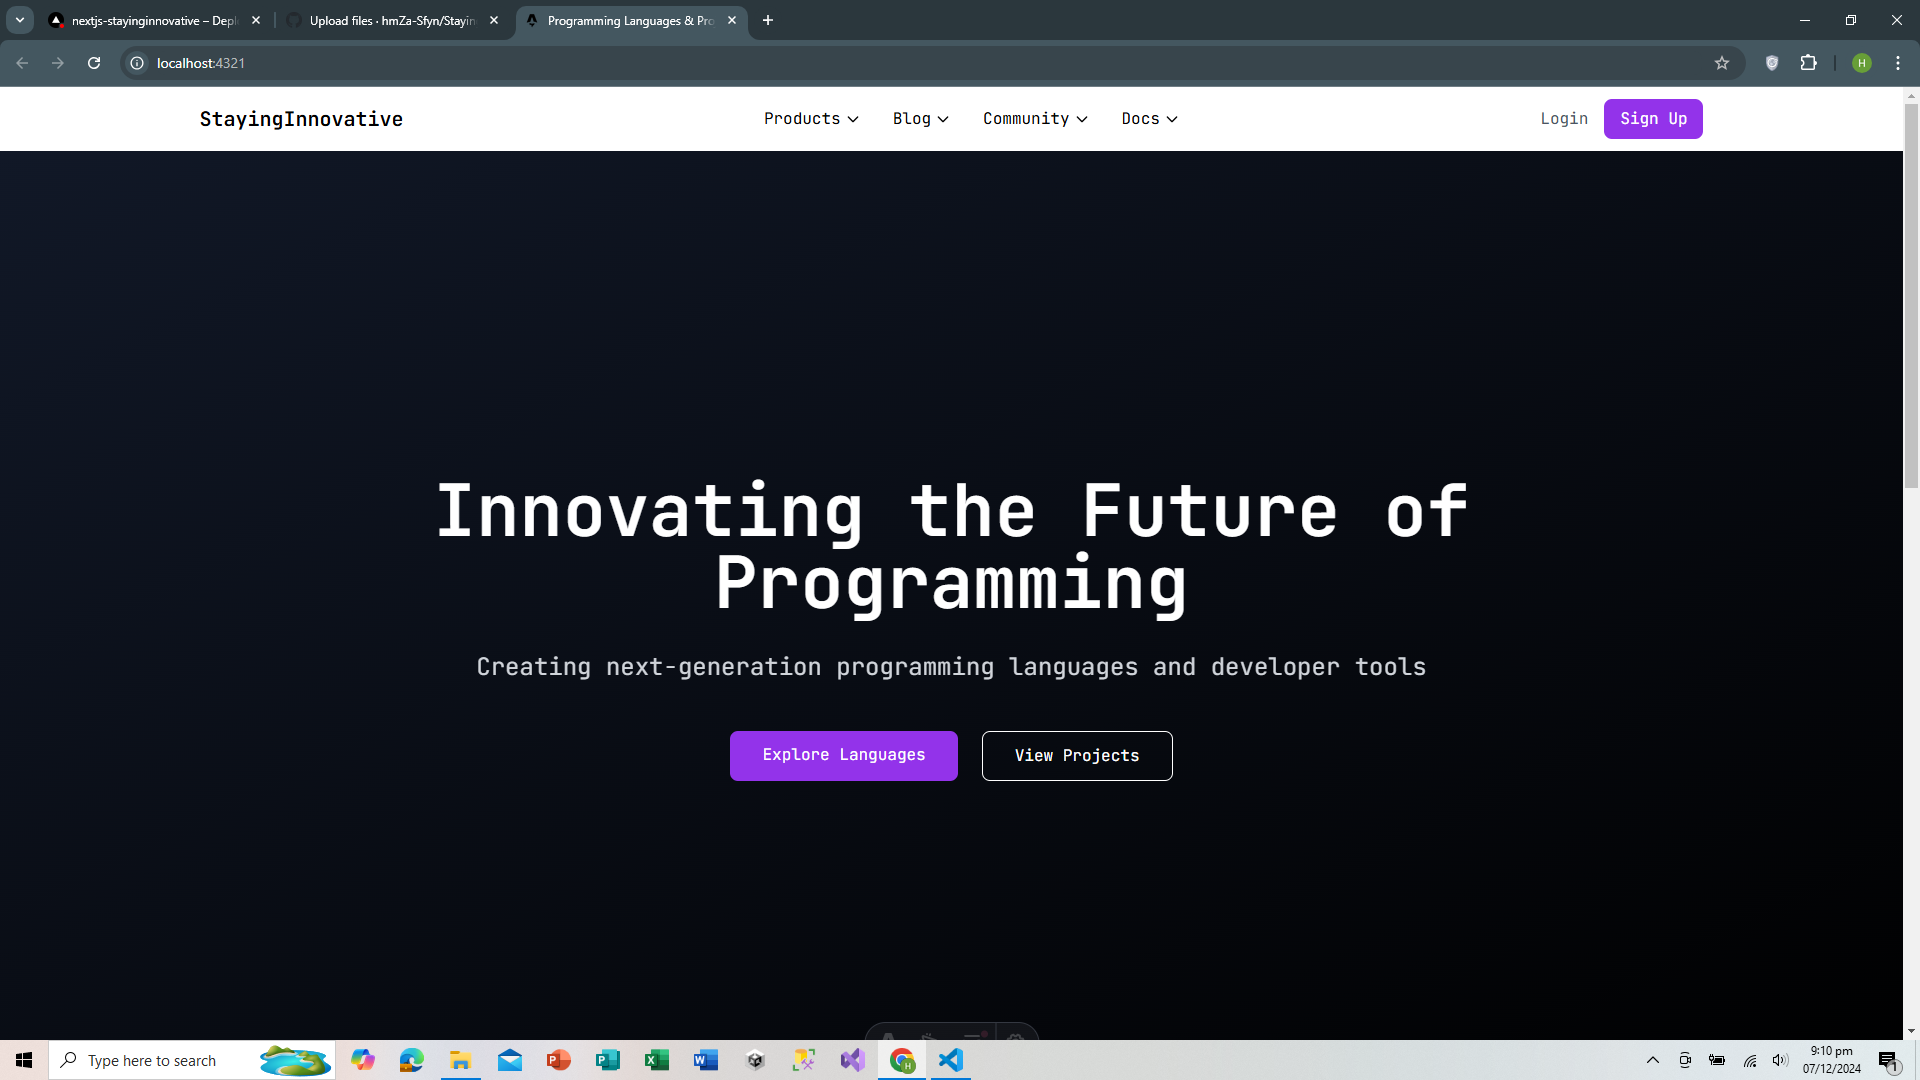 nextjs-stayinginnovative – Depl
Upload files · hmZa-Sfyn/Stayin
Programming Languages & Pro
localhost:4321
H
StayingInnovative
Products
Blog
Community
Docs
Login
Sign Up
Innovating the Future of
Programming
Creating next-generation programming languages and developer tools
Explore Languages
View Projects
Type here to search
9:10 pm
07/12/2024
1